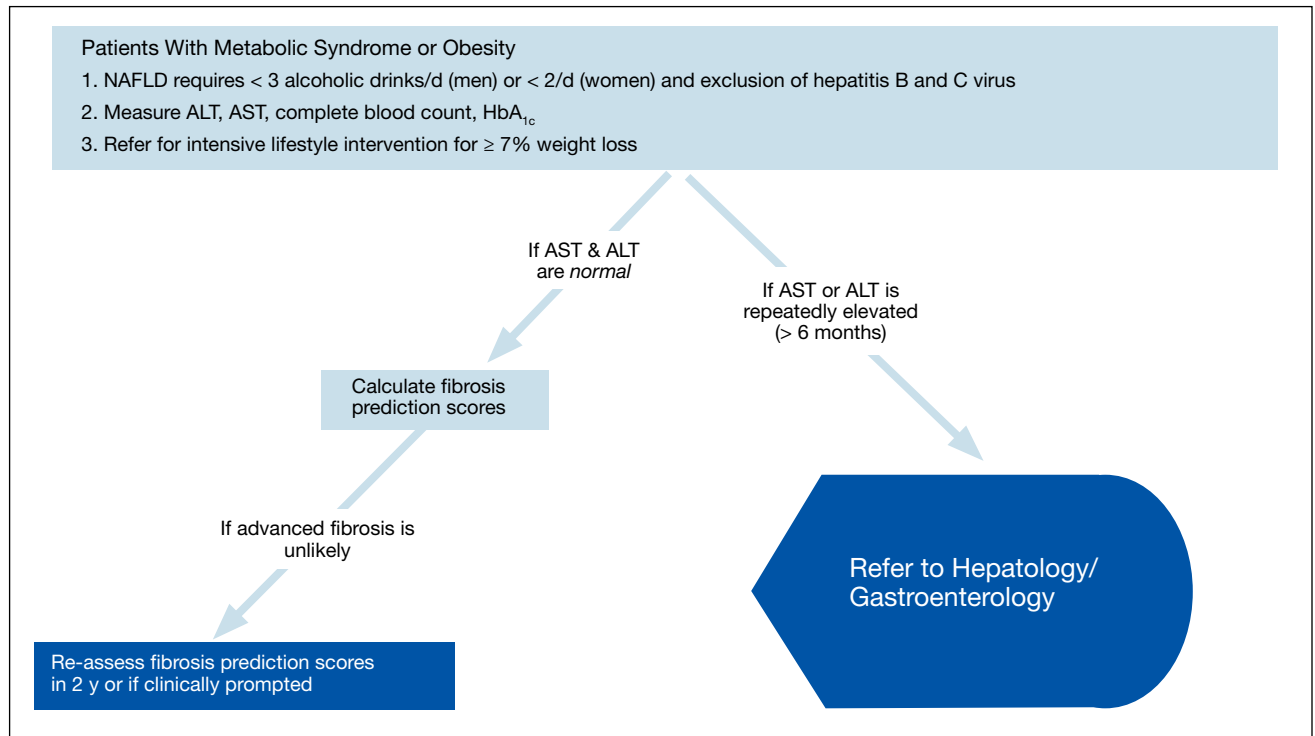 Patients With Metabolic Syndrome or Obesity
1. NAFLD requires < 3 alcoholic drinks/d (men) or < 2/d (women) and exclusion of hepatitis B and C virus
2. Measure ALT, AST, complete blood count, HbA1c
3. Refer for intensive lifestyle intervention for ≥ 7% weight loss
If AST & ALT
are normal
If AST or ALT is
repeatedly elevated
(> 6 months)
Calculate fibrosis
prediction scores
If advanced fibrosis is
unlikely
Refer to Hepatology/
Gastroenterology
Re-assess fibrosis prediction scores
in 2 y or if clinically prompted